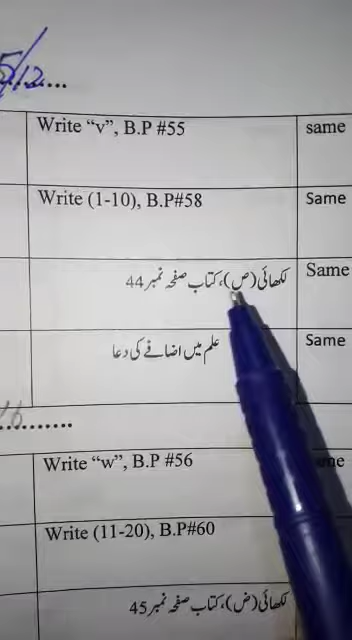 5/12....
Write “v”, B.P #55 same
Write (1-10), B.P#58 Same
لکھائی (ص)، کتاب صفحہ نمبر 44 Same
علم میں اضافے کی دعا Same
..........
Write “w”, B.P #56
Write (11-20), B.P#60
لکھائی (ض)، کتاب صفحہ نمبر 45